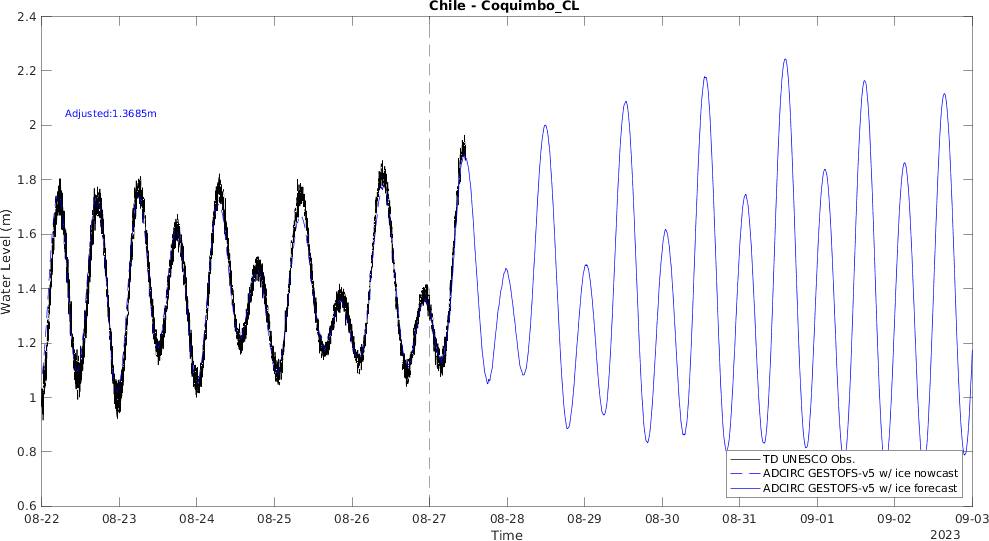 Chile - Coquimbo_CL
Adjusted:1.3685m
Water Level (m)
2.4
2.2
2
1.8
1.6
1.4
1.2
1
0.8
0.6
TD UNESCO Obs.
ADCIRC GESTOFS-v5 w/ ice nowcast
ADCIRC GESTOFS-v5 w/ ice forecast
08-22 08-23 08-24 08-25 08-26 08-27 08-28 08-29 08-30 08-31 09-01 09-02 09-03
Time
2023